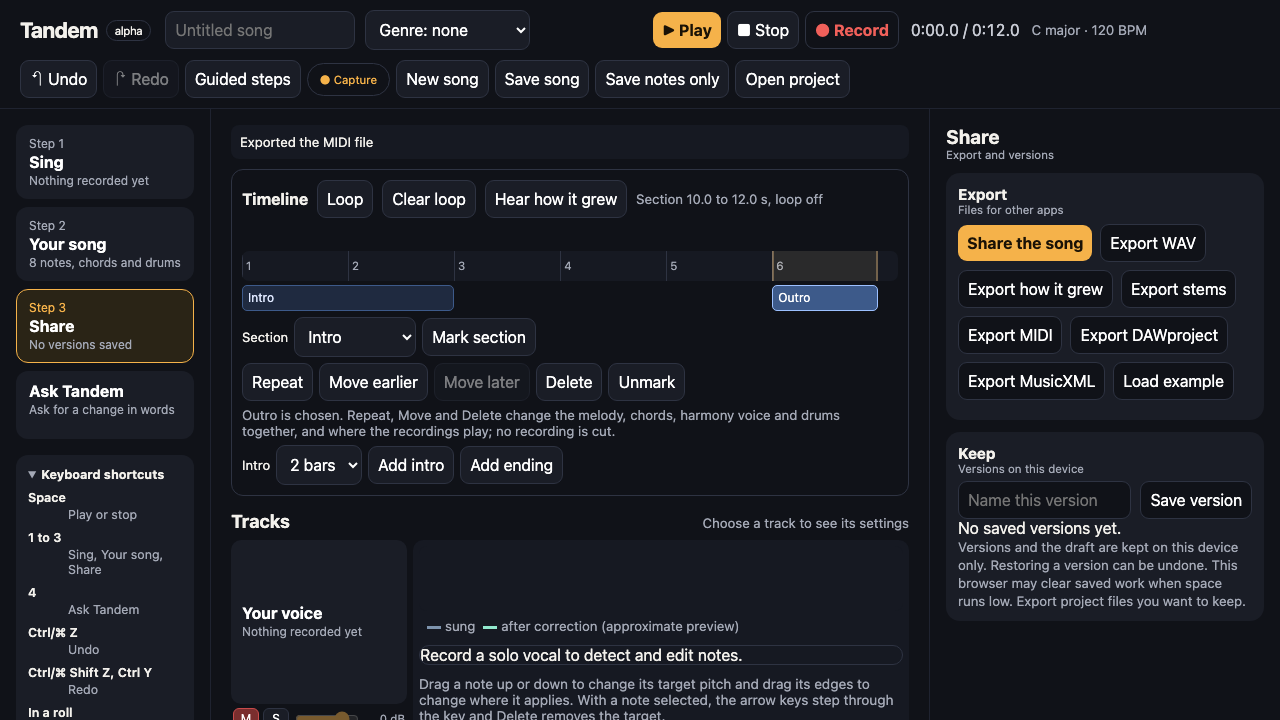 Tandem alpha Untitled song Genre: none Play Stop Record 0:00.0 / 0:12.0 C major · 120 BPM
Undo Redo Guided steps Capture New song Save song Save notes only Open project
Step 1
Sing
Nothing recorded yet
Step 2
Your song
8 notes, chords and drums
Step 3
Share
No versions saved
Ask Tandem
Ask for a change in words
Keyboard shortcuts
Space
Play or stop
1 to 3
Sing, Your song,
Share
4
Ask Tandem
Ctrl/⌘ Z
Undo
Ctrl/⌘ Shift Z, Ctrl Y
Redo
In a roll
Exported the MIDI file
Timeline Loop Clear loop Hear how it grew Section 10.0 to 12.0 s, loop off
1 2 3 4 5 6
Intro Outro
Section Intro Mark section
Repeat Move earlier Move later Delete Unmark
Outro is chosen. Repeat, Move and Delete change the melody, chords, harmony voice and drums
together, and where the recordings play; no recording is cut.
Intro 2 bars Add intro Add ending
Tracks Choose a track to see its settings
Your voice
Nothing recorded yet
M S 0 dB
sung after correction (approximate preview)
Record a solo vocal to detect and edit notes.
Drag a note up or down to change its target pitch and drag its edges to
change where it applies. With a note selected, the arrow keys step through
the key and Delete removes the target.
Share
Export and versions
Export
Files for other apps
Share the song Export WAV
Export how it grew Export stems
Export MIDI Export DAWproject
Export MusicXML Load example
Keep
Versions on this device
Name this version Save version
No saved versions yet.
Versions and the draft are kept on this device
only. Restoring a version can be undone. This
browser may clear saved work when space
runs low. Export project files you want to keep.